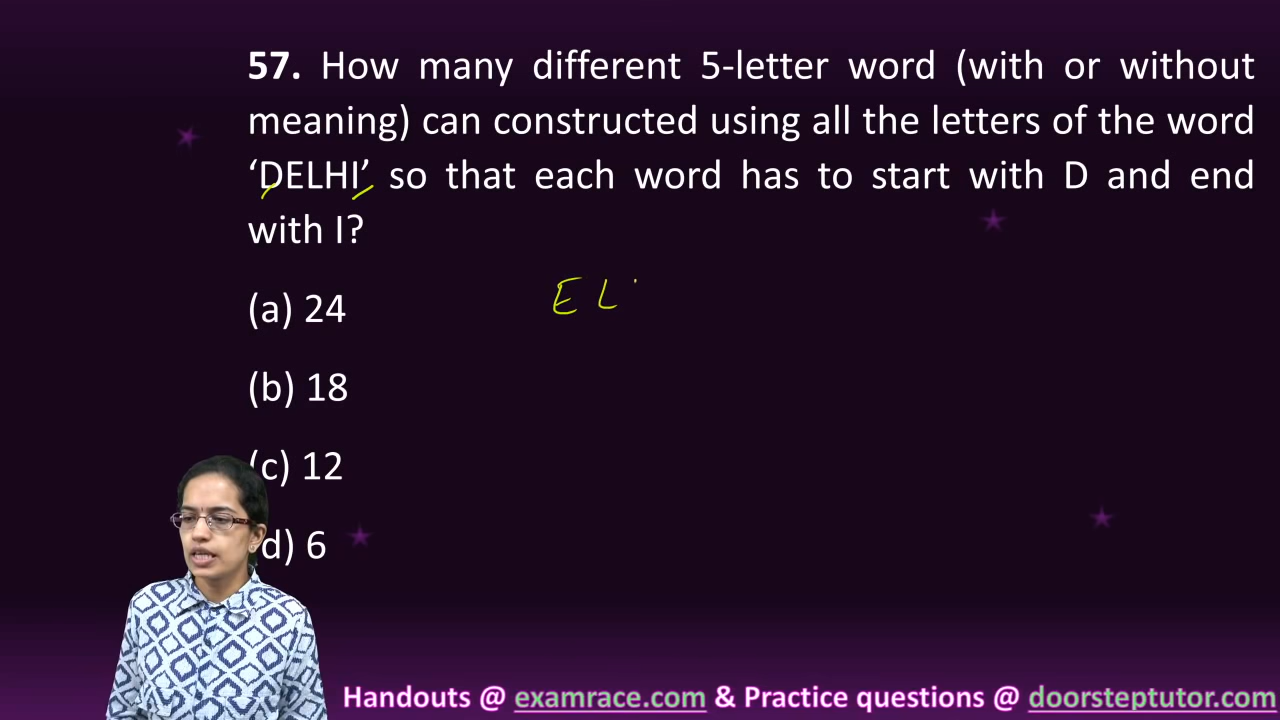 57. How many different 5-letter word (with or without
meaning) can constructed using all the letters of the word
‘DELHI’ so that each word has to start with D and end
with I?
(a) 24
E L
(b) 18
(c) 12
d) 6
Handouts @ examrace.com & Practice questions @ doorsteptutor.com